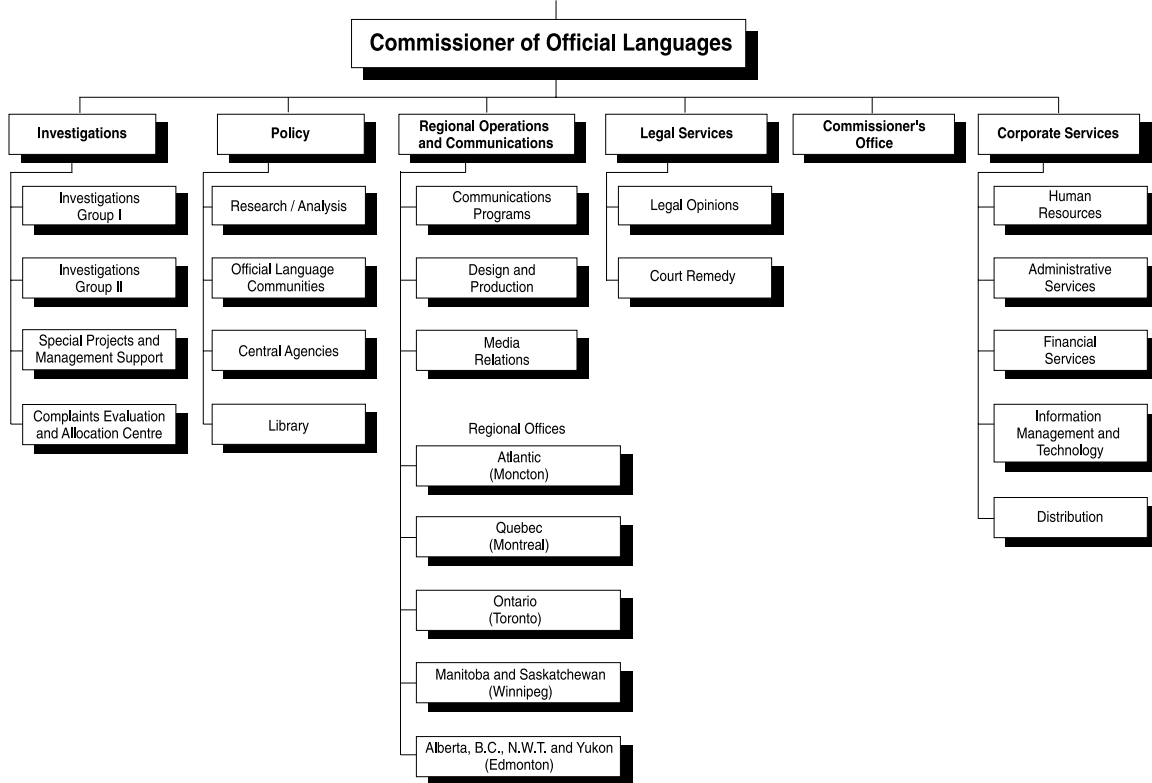 Commissioner of Official Languages
Investigations
Investigations
Group I
Investigations
Group II
Special Projects and
Management Support
Complaints Evaluation
and Allocation Centre
Policy
Research / Analysis
Official Language
Communities
Central Agencies
Library
Regional Operations
and Communications
Communications
Programs
Design and
Production
Media
Relations
Regional Offices
Atlantic
(Moncton)
Quebec
(Montreal)
Ontario
(Toronto)
Manitoba and Saskatchewan
(Winnipeg)
Alberta, B.C., N.W.T. and Yukon
(Edmonton)
Legal Services
Legal Opinions
Court Remedy
Commissioner's
Office
Corporate Services
Human
Resources
Administrative
Services
Financial
Services
Information
Management and
Technology
Distribution